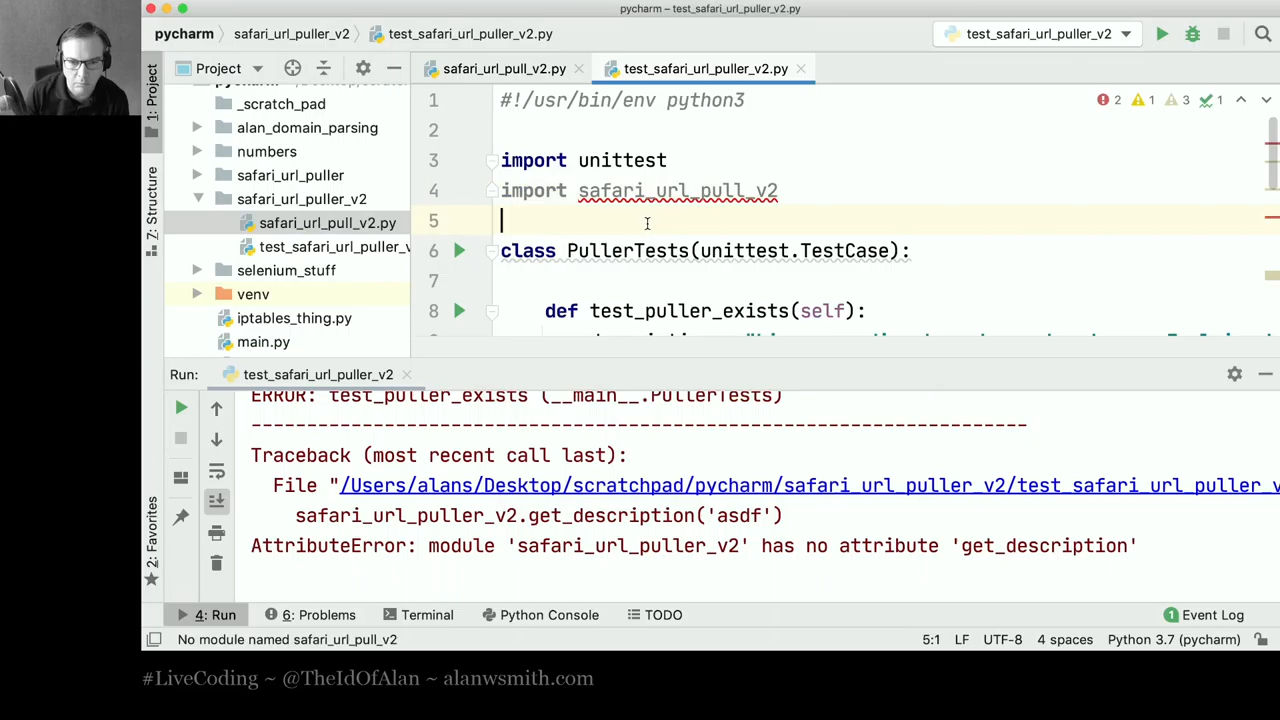 pycharm – test_safari_url_puller_v2.py
pycharm safari_url_puller_v2 test_safari_url_puller_v2.py test_safari_url_puller_v2
1: Project
Project
safari_url_pull_v2.py test_safari_url_puller_v2.py
_scratch_pad
alan_domain_parsing
numbers
safari_url_puller
safari_url_puller_v2
safari_url_pull_v2.py
test_safari_url_puller_v
selenium_stuff
venv
iptables_thing.py
main.py
7: Structure
2: Favorites
2 1 3 1
1 #!/usr/bin/env python3
2
3 import unittest
4 import safari_url_pull_v2
5
6 class PullerTests(unittest.TestCase):
7
8 def test_puller_exists(self):
Run: test_safari_url_puller_v2
ERROR: test_puller_exists (__main__.PullerTests)
----------------------------------------------------------------------
Traceback (most recent call last):
File "/Users/alans/Desktop/scratchpad/pycharm/safari_url_puller_v2/test_safari_url_puller_v
safari_url_puller_v2.get_description('asdf')
AttributeError: module 'safari_url_puller_v2' has no attribute 'get_description'
4: Run 6: Problems Terminal Python Console TODO 1 Event Log
No module named safari_url_pull_v2 5:1 LF UTF-8 4 spaces Python 3.7 (pycharm)
#LiveCoding ~ @TheIdOfAlan ~ alanwsmith.com